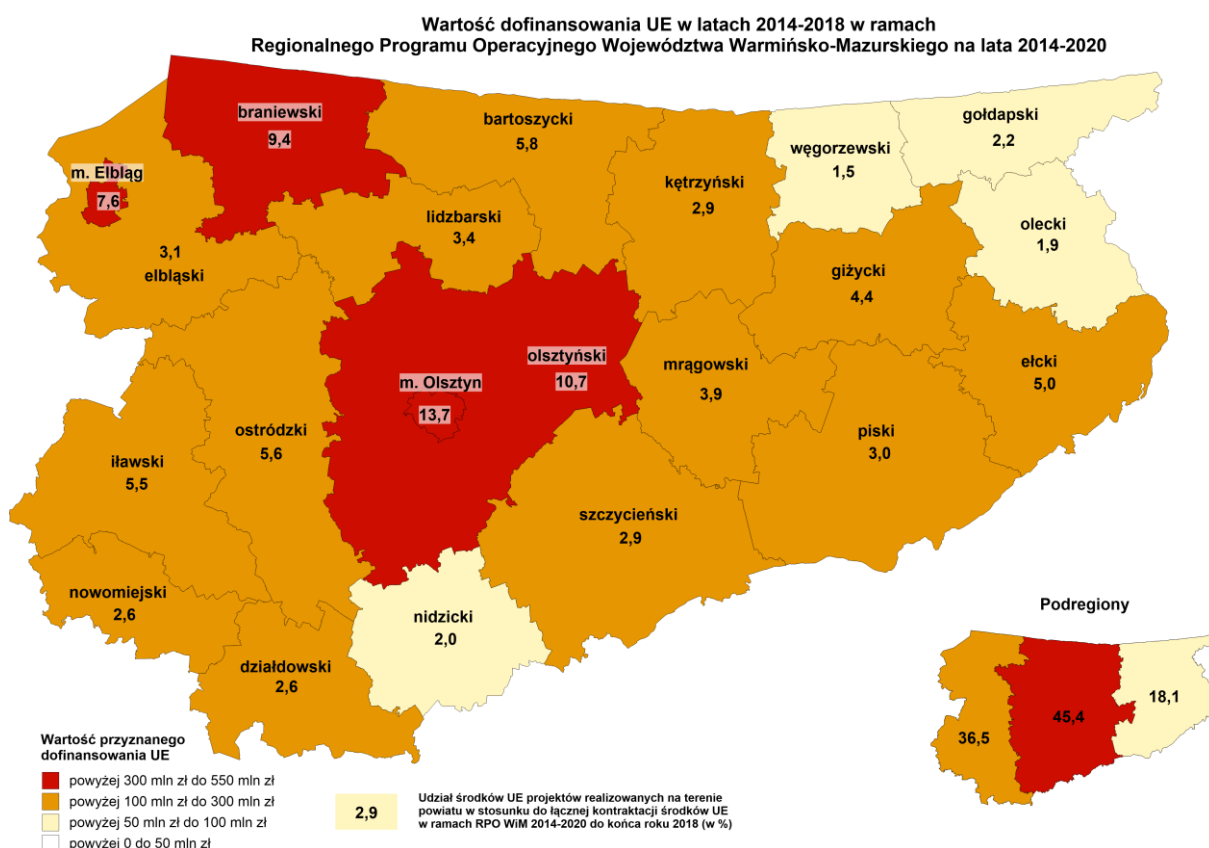 Wartość dofinansowania UE w latach 2014-2018 w ramach
Regionalnego Programu Operacyjnego Województwa Warmińsko-Mazurskiego na lata 2014-2020
braniewski
9,4
bartoszycki
5,8
gołdapski
2,2
węgorzewski
1,5
m. Elbląg
7,6
kętrzyński
2,9
lidzbarski
3,4
olecki
1,9
3,1
elbląski
giżycki
4,4
olsztyński
10,7
mrągowski
3,9
ełcki
5,0
m. Olsztyn
13,7
ostródzki
5,6
piski
3,0
iławski
5,5
szczycieński
2,9
nowomiejski
2,6
nidzicki
2,0
działdowski
2,6
Podregiony
36,5
45,4
18,1
Wartość przyznanego
dofinansowania UE
powyżej 300 mln zł do 550 mln zł
powyżej 100 mln zł do 300 mln zł
powyżej 50 mln zł do 100 mln zł
powyżej 0 do 50 mln zł
2,9
Udział środków UE projektów realizowanych na terenie
powiatu w stosunku do łącznej kontraktacji środków UE
w ramach RPO WiM 2014-2020 do końca roku 2018 (w %)